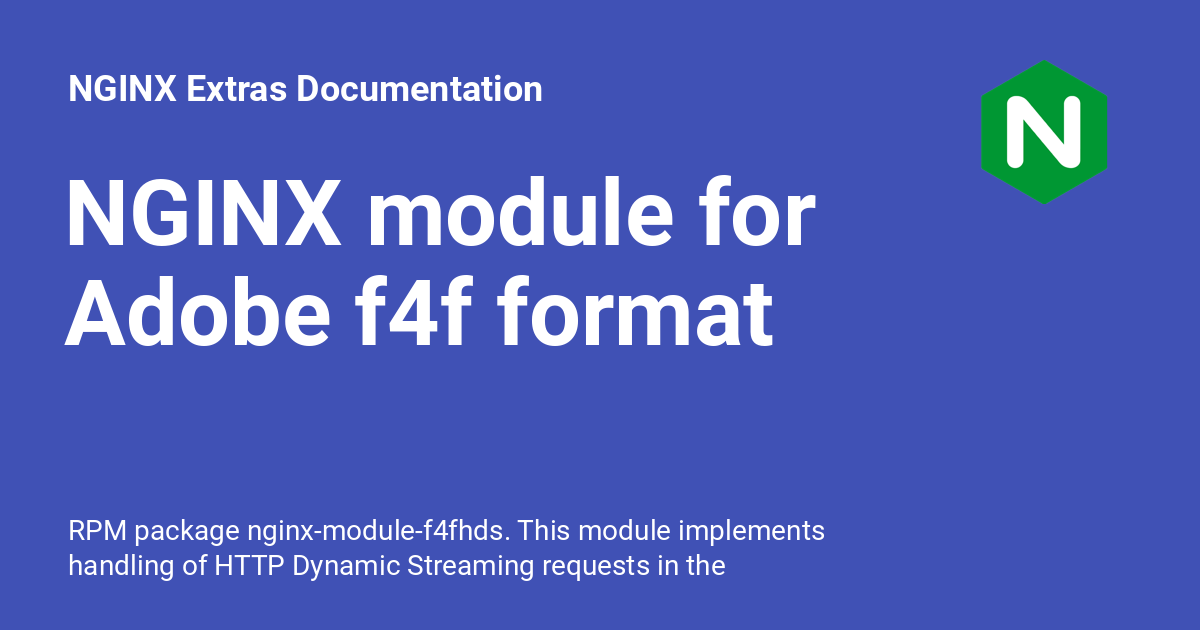 NGINX Extras Documentation
N
NGINX module for
Adobe f4f format
RPM package nginx-module-f4fhds. This module implements
handling of HTTP Dynamic Streaming requests in the